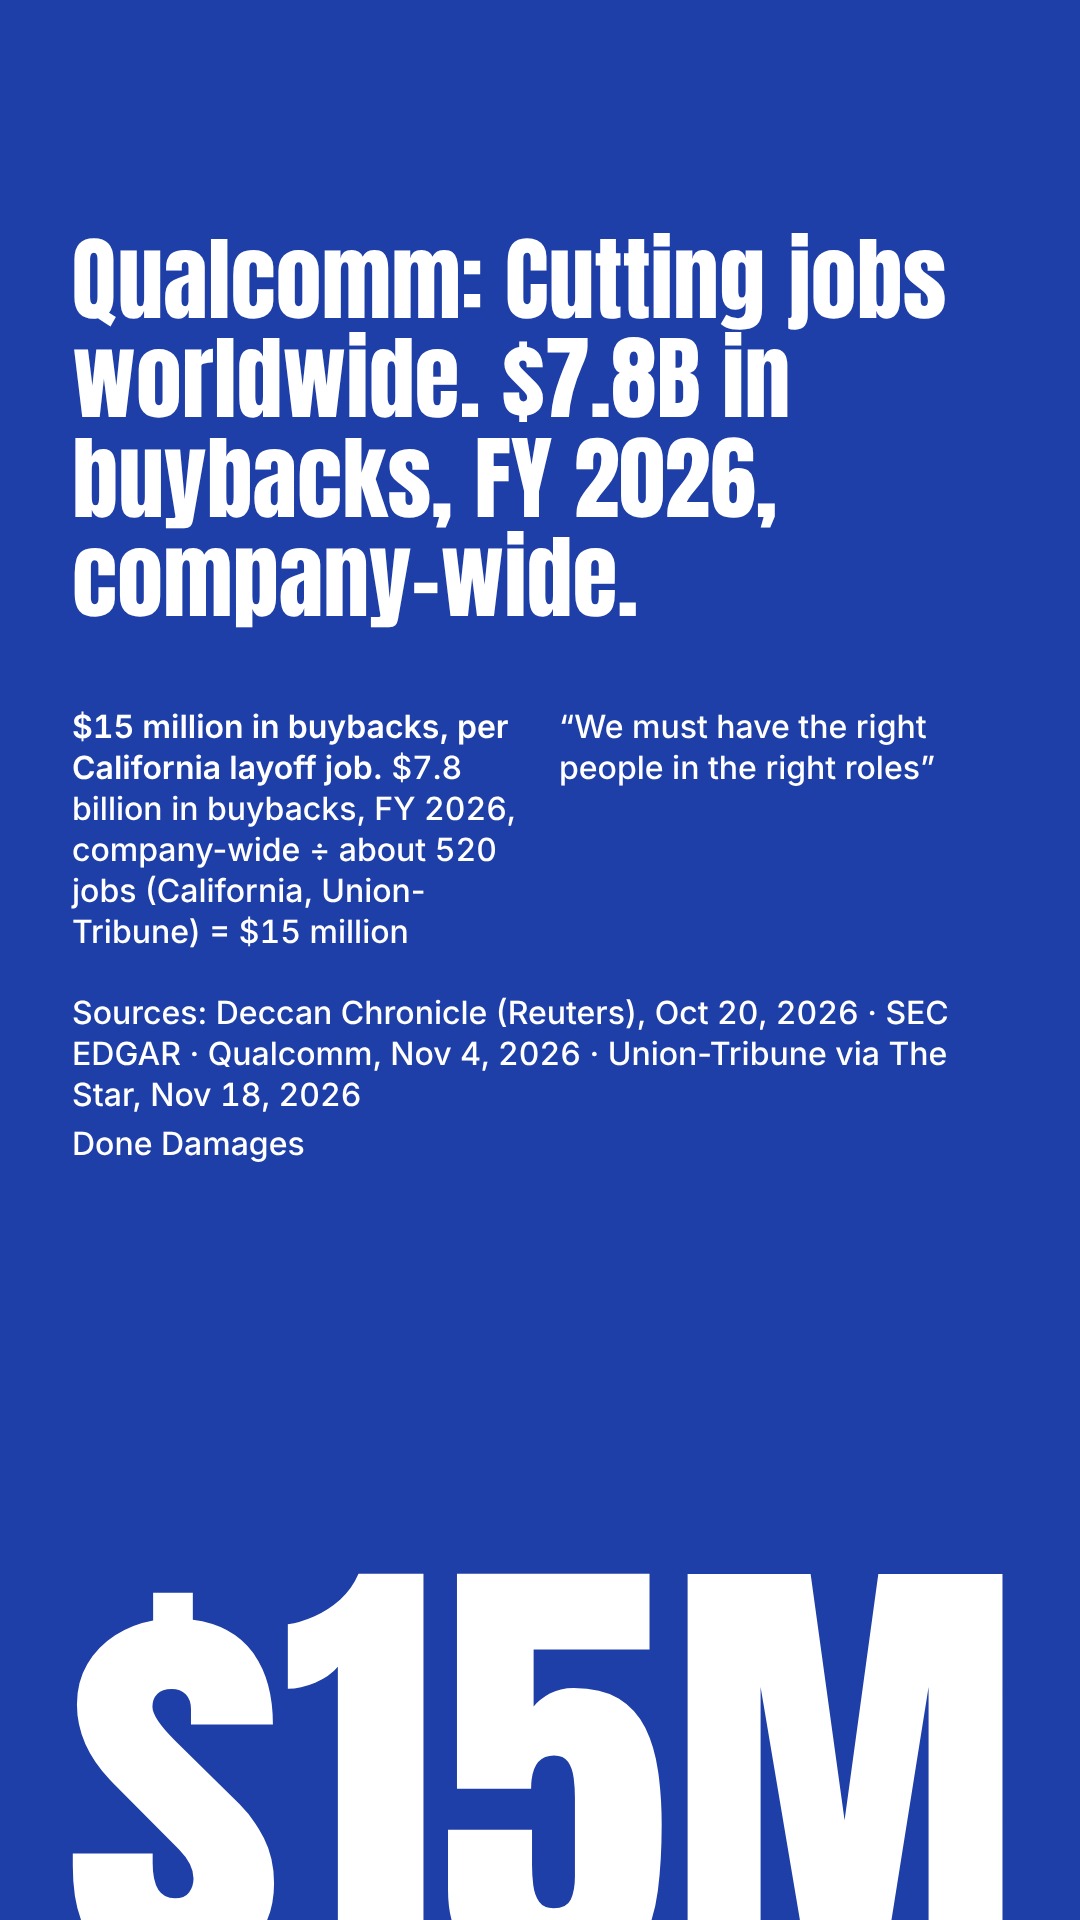 Qualcomm: Cutting jobs
worldwide. $7.8B in
buybacks, FY 2026,
company-wide.
$15 million in buybacks, per
California layoff job. $7.8
billion in buybacks, FY 2026,
company-wide ÷ about 520
jobs (California, Union-
Tribune) = $15 million
“We must have the right
people in the right roles”
Sources: Deccan Chronicle (Reuters), Oct 20, 2026 · SEC
EDGAR · Qualcomm, Nov 4, 2026 · Union-Tribune via The
Star, Nov 18, 2026
Done Damages
$15M